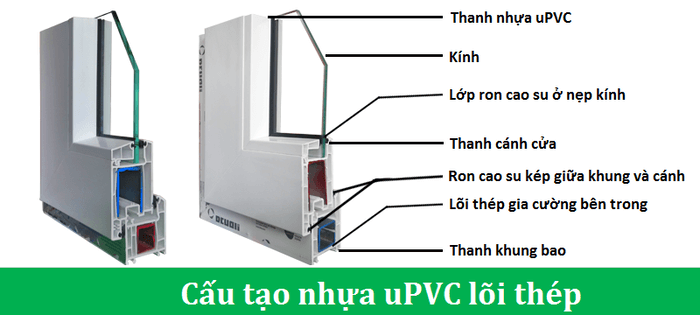 Thanh nhựa uPVC
Kính
Lớp ron cao su ở nẹp kính
Thanh cánh cửa
Ron cao su kép giữa khung và cánh
Lõi thép gia cường bên trong
Thanh khung bao
Cấu tạo nhựa uPVC lõi thép